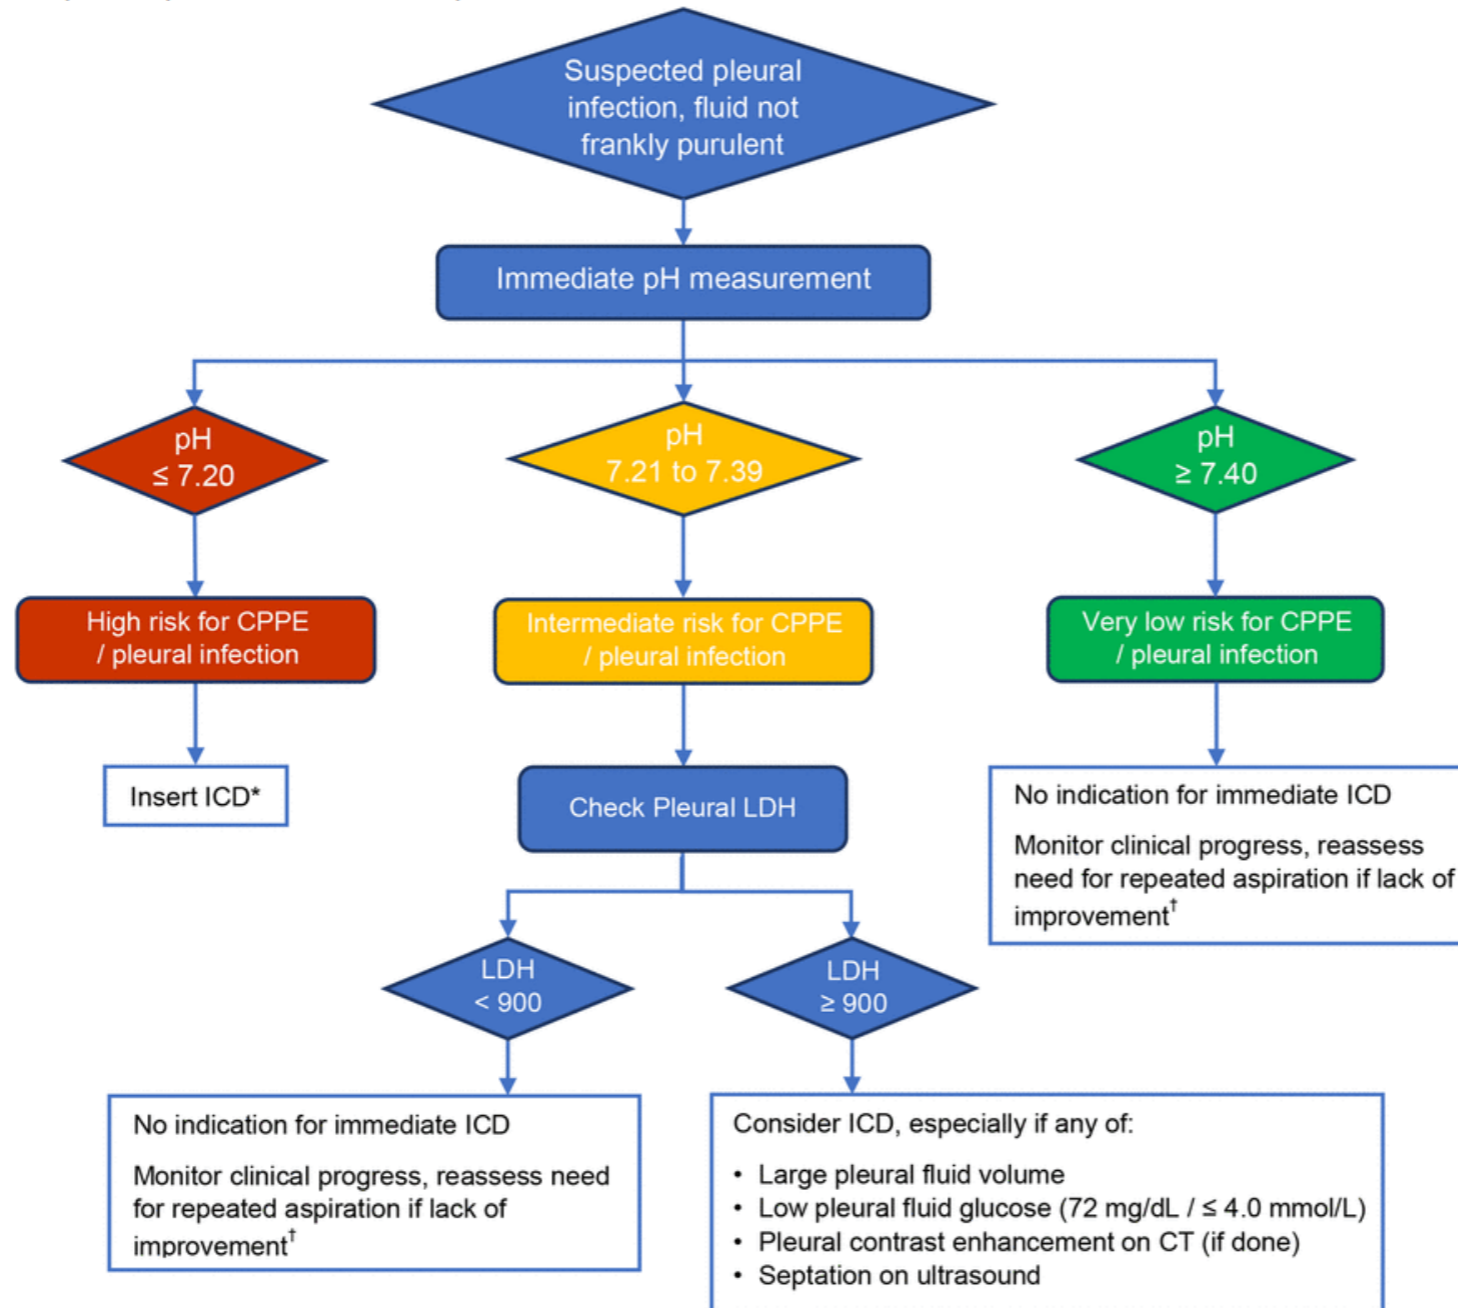 Suspected pleural
infection, fluid not
frankly purulent
Immediate pH measurement
pH
≤ 7.20
pH
7.21 to 7.39
pH
≥ 7.40
High risk for CPPE
/ pleural infection
Intermediate risk for CPPE
/ pleural infection
Very low risk for CPPE
/ pleural infection
Insert ICD*
Check Pleural LDH
No indication for immediate ICD
Monitor clinical progress, reassess
need for repeated aspiration if lack of
improvement†
LDH
< 900
LDH
≥ 900
No indication for immediate ICD
Monitor clinical progress, reassess need
for repeated aspiration if lack of
improvement†
Consider ICD, especially if any of:
• Large pleural fluid volume
• Low pleural fluid glucose (72 mg/dL / ≤ 4.0 mmol/L)
• Pleural contrast enhancement on CT (if done)
• Septation on ultrasound